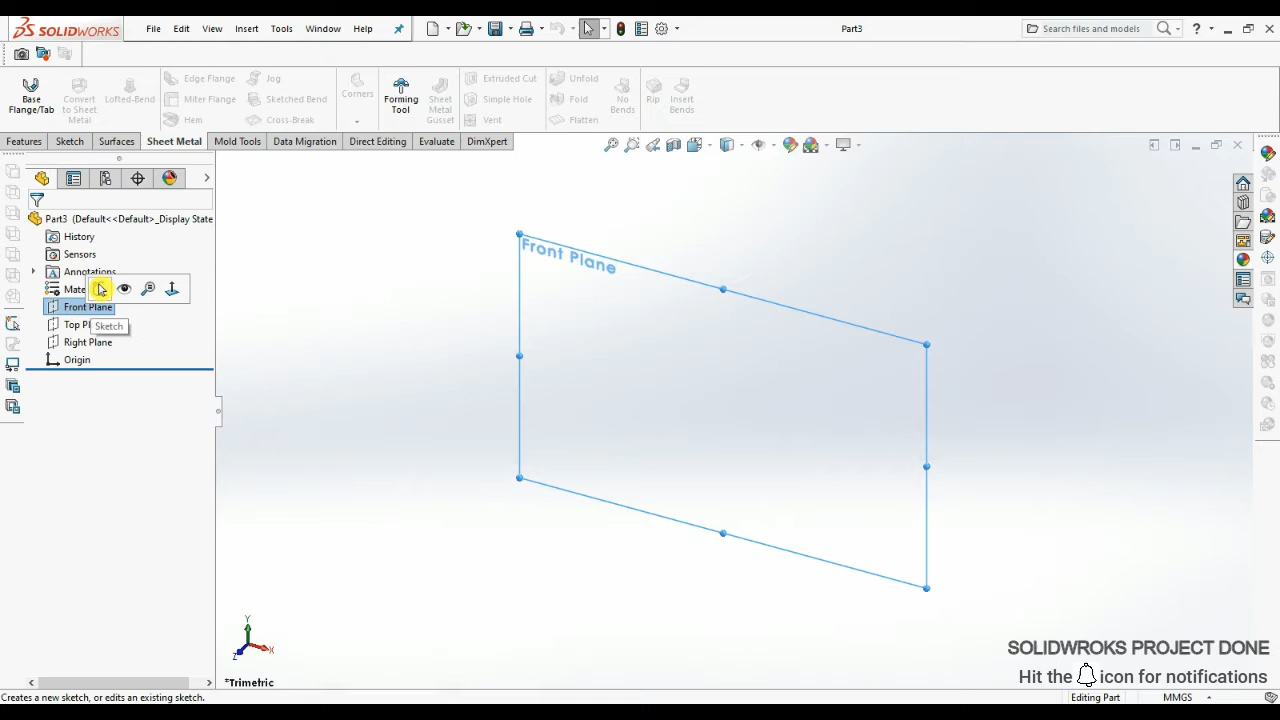 SOLIDWORKS
File Edit View Insert Tools Window Help
Part3
Search files and models
?
Base Flange/Tab
Convert to Sheet Metal
Lofted-Bend
Edge Flange
Miter Flange
Hem
Jog
Sketched Bend
Cross-Break
Corners
Forming Tool
Sheet Metal Gusset
Extruded Cut
Simple Hole
Vent
Unfold
Fold
Flatten
No Bends
Rip
Insert Bends
Features Sketch Surfaces Sheet Metal Mold Tools Data Migration Direct Editing Evaluate DimXpert
Part3 (Default<<Default>_Display State
History
Sensors
Annotations
Mate
Front Plane
Top Pl
Sketch
Right Plane
Origin
Front Plane
Y
X
Z
*Trimetric
SOLIDWROKS PROJECT DONE
Hit the icon for notifications
Creates a new sketch, or edits an existing sketch.
Editing Part
MMGS